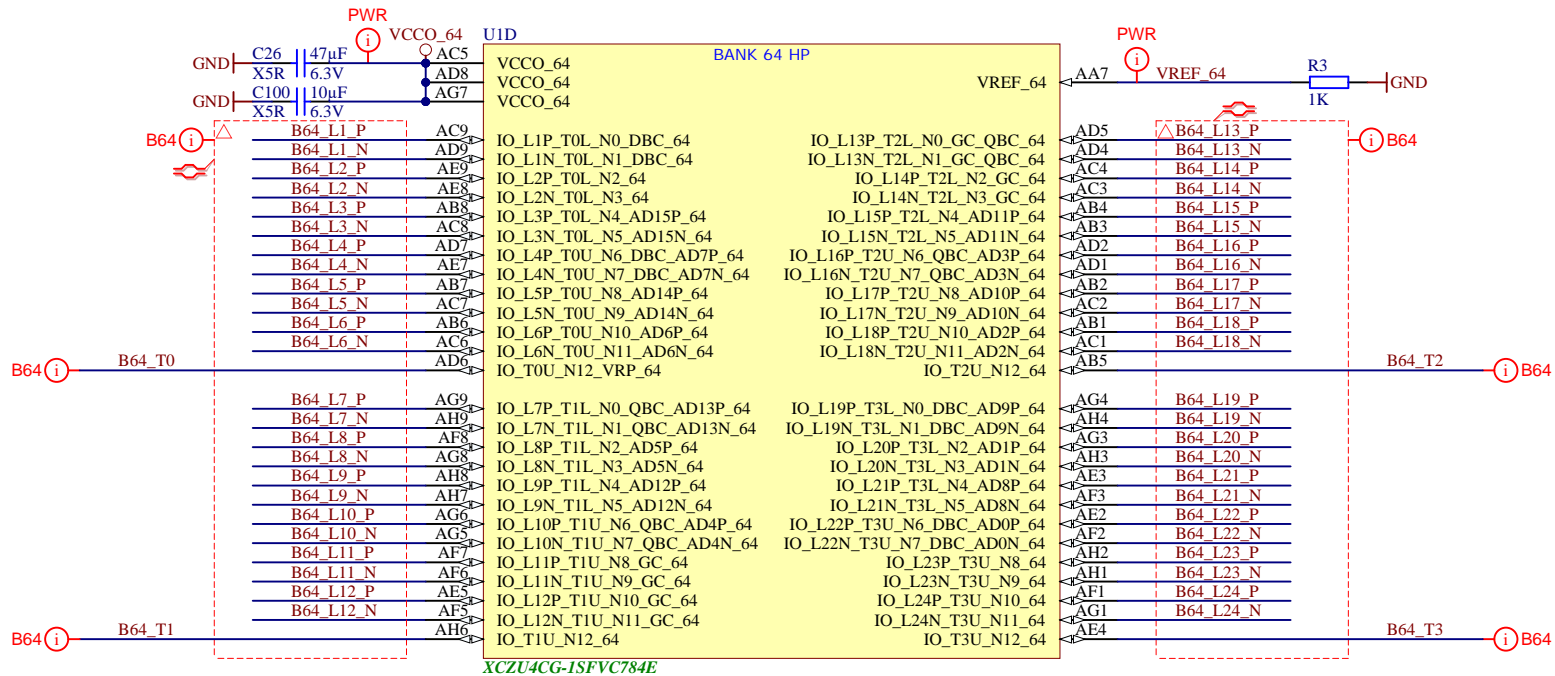 PWR
VCCO_64
U1D
BANK 64 HP
PWR
GND C26 47µF AC5 VCCO_64
X5R 6.3V AD8 VCCO_64 VREF_64 AA7 VREF_64 R3 GND
GND C100 10µF AG7 VCCO_64 1K
X5R 6.3V
B64 B64_L1_P AC9 IO_L1P_T0L_N0_DBC_64 IO_L13P_T2L_N0_GC_QBC_64 AD5 B64_L13_P B64
B64_L1_N AD9 IO_L1N_T0L_N1_DBC_64 IO_L13N_T2L_N1_GC_QBC_64 AD4 B64_L13_N
B64_L2_P AE9 IO_L2P_T0L_N2_64 IO_L14P_T2L_N2_GC_64 AC4 B64_L14_P
B64_L2_N AE8 IO_L2N_T0L_N3_64 IO_L14N_T2L_N3_GC_64 AC3 B64_L14_N
B64_L3_P AB8 IO_L3P_T0L_N4_AD15P_64 IO_L15P_T2L_N4_AD11P_64 AB4 B64_L15_P
B64_L3_N AC8 IO_L3N_T0L_N5_AD15N_64 IO_L15N_T2L_N5_AD11N_64 AB3 B64_L15_N
B64_L4_P AD7 IO_L4P_T0U_N6_DBC_AD7P_64 IO_L16P_T2U_N6_QBC_AD3P_64 AD2 B64_L16_P
B64_L4_N AE7 IO_L4N_T0U_N7_DBC_AD7N_64 IO_L16N_T2U_N7_QBC_AD3N_64 AD1 B64_L16_N
B64_L5_P AB7 IO_L5P_T0U_N8_AD14P_64 IO_L17P_T2U_N8_AD10P_64 AB2 B64_L17_P
B64_L5_N AC7 IO_L5N_T0U_N9_AD14N_64 IO_L17N_T2U_N9_AD10N_64 AC2 B64_L17_N
B64_L6_P AB6 IO_L6P_T0U_N10_AD6P_64 IO_L18P_T2U_N10_AD2P_64 AB1 B64_L18_P
B64_L6_N AC6 IO_L6N_T0U_N11_AD6N_64 IO_L18N_T2U_N11_AD2N_64 AC1 B64_L18_N
B64 B64_T0 AD6 IO_T0U_N12_VRP_64 IO_T2U_N12_64 AB5 B64_T2 B64
B64_L7_P AG9 IO_L7P_T1L_N0_QBC_AD13P_64 IO_L19P_T3L_N0_DBC_AD9P_64 AG4 B64_L19_P
B64_L7_N AH9 IO_L7N_T1L_N1_QBC_AD13N_64 IO_L19N_T3L_N1_DBC_AD9N_64 AH4 B64_L19_N
B64_L8_P AF8 IO_L8P_T1L_N2_AD5P_64 IO_L20P_T3L_N2_AD1P_64 AG3 B64_L20_P
B64_L8_N AG8 IO_L8N_T1L_N3_AD5N_64 IO_L20N_T3L_N3_AD1N_64 AH3 B64_L20_N
B64_L9_P AH8 IO_L9P_T1L_N4_AD12P_64 IO_L21P_T3L_N4_AD8P_64 AE3 B64_L21_P
B64_L9_N AH7 IO_L9N_T1L_N5_AD12N_64 IO_L21N_T3L_N5_AD8N_64 AF3 B64_L21_N
B64_L10_P AG6 IO_L10P_T1U_N6_QBC_AD4P_64 IO_L22P_T3U_N6_DBC_AD0P_64 AE2 B64_L22_P
B64_L10_N AG5 IO_L10N_T1U_N7_QBC_AD4N_64 IO_L22N_T3U_N7_DBC_AD0N_64 AF2 B64_L22_N
B64_L11_P AF7 IO_L11P_T1U_N8_GC_64 IO_L23P_T3U_N8_64 AH2 B64_L23_P
B64_L11_N AF6 IO_L11N_T1U_N9_GC_64 IO_L23N_T3U_N9_64 AH1 B64_L23_N
B64_L12_P AE5 IO_L12P_T1U_N10_GC_64 IO_L24P_T3U_N10_64 AF1 B64_L24_P
B64_L12_N AF5 IO_L12N_T1U_N11_GC_64 IO_L24N_T3U_N11_64 AG1 B64_L24_N
B64 B64_T1 AH6 IO_T1U_N12_64 IO_T3U_N12_64 AE4 B64_T3 B64
XCZU4CG-1SFVC784E